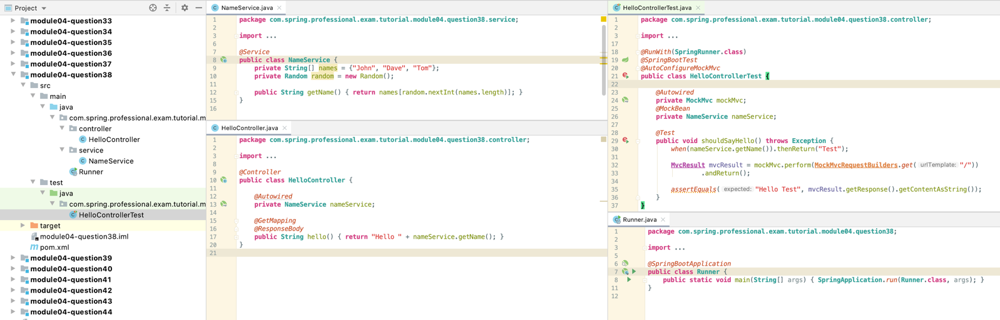 Project
module04-question33
module04-question34
module04-question35
module04-question36
module04-question37
module04-question38
src
main
java
com.spring.professional.exam.tutorial.m
controller
HelloController
service
NameService
Runner
test
java
com.spring.professional.exam.tutorial.m
HelloControllerTest
target
module04-question38.iml
pom.xml
module04-question39
module04-question40
module04-question41
module04-question42
module04-question43
module04-question44
NameService.java
1 package com.spring.professional.exam.tutorial.module04.question38.service;
2
3 import ...
6
7 @Service
8 public class NameService {
9 private String[] names = {"John", "Dave", "Tom"};
10 private Random random = new Random();
11
12 public String getName() { return names[random.nextInt(names.length)]; }
15 }
16
HelloController.java
1 package com.spring.professional.exam.tutorial.module04.question38.controller;
2
3 import ...
8
9 @Controller
10 public class HelloController {
11
12 @Autowired
13 private NameService nameService;
14
15 @GetMapping
16 @ResponseBody
17 public String hello() { return "Hello " + nameService.getName(); }
20 }
21
HelloControllerTest.java
1 package com.spring.professional.exam.tutorial.module04.question38.controller;
2
3 import ...
17
18 @RunWith(SpringRunner.class)
19 @SpringBootTest
20 @AutoConfigureMockMvc
21 public class HelloControllerTest {
22
23 @Autowired
24 private MockMvc mockMvc;
25 @MockBean
26 private NameService nameService;
27
28 @Test
29 public void shouldSayHello() throws Exception {
30 when(nameService.getName()).thenReturn("Test");
31
32 MvcResult mvcResult = mockMvc.perform(MockMvcRequestBuilders.get( urlTemplate: "/"))
33 .andReturn();
34
35 assertEquals( expected: "Hello Test", mvcResult.getResponse().getContentAsString());
36 }
37 }
Runner.java
1 package com.spring.professional.exam.tutorial.module04.question38;
2
3 import ...
5
6 @SpringBootApplication
7 public class Runner {
8 public static void main(String[] args) { SpringApplication.run(Runner.class, args); }
11 }
12